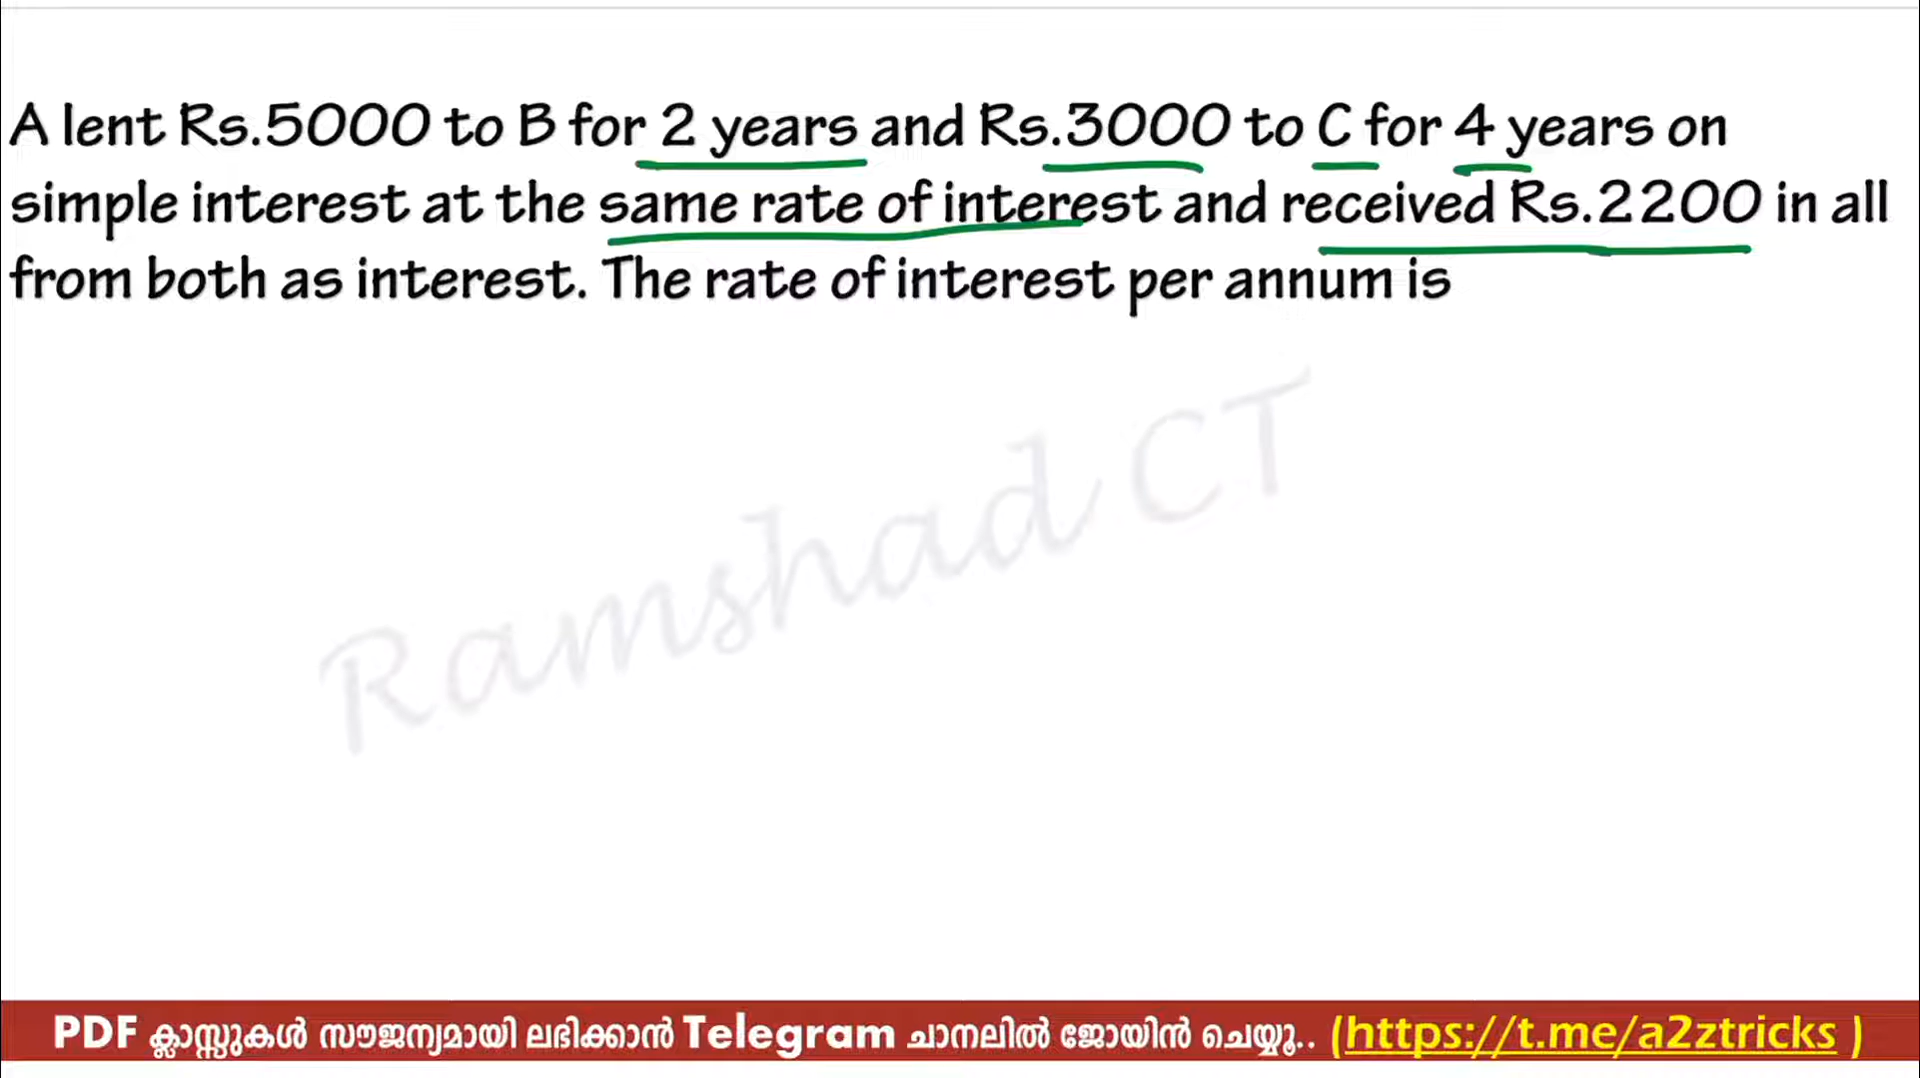 A lent Rs.5000 to B for 2 years and Rs.3000 to C for 4 years on
simple interest at the same rate of interest and received Rs.2200 in all
from both as interest. The rate of interest per annum is
Ramshad CT
PDF ക്ലാസ്സുകൾ സൗജന്യമായി ലഭിക്കാൻ Telegram ചാനലിൽ ജോയിൻ ചെയ്യൂ.. (https://t.me/a2ztricks )